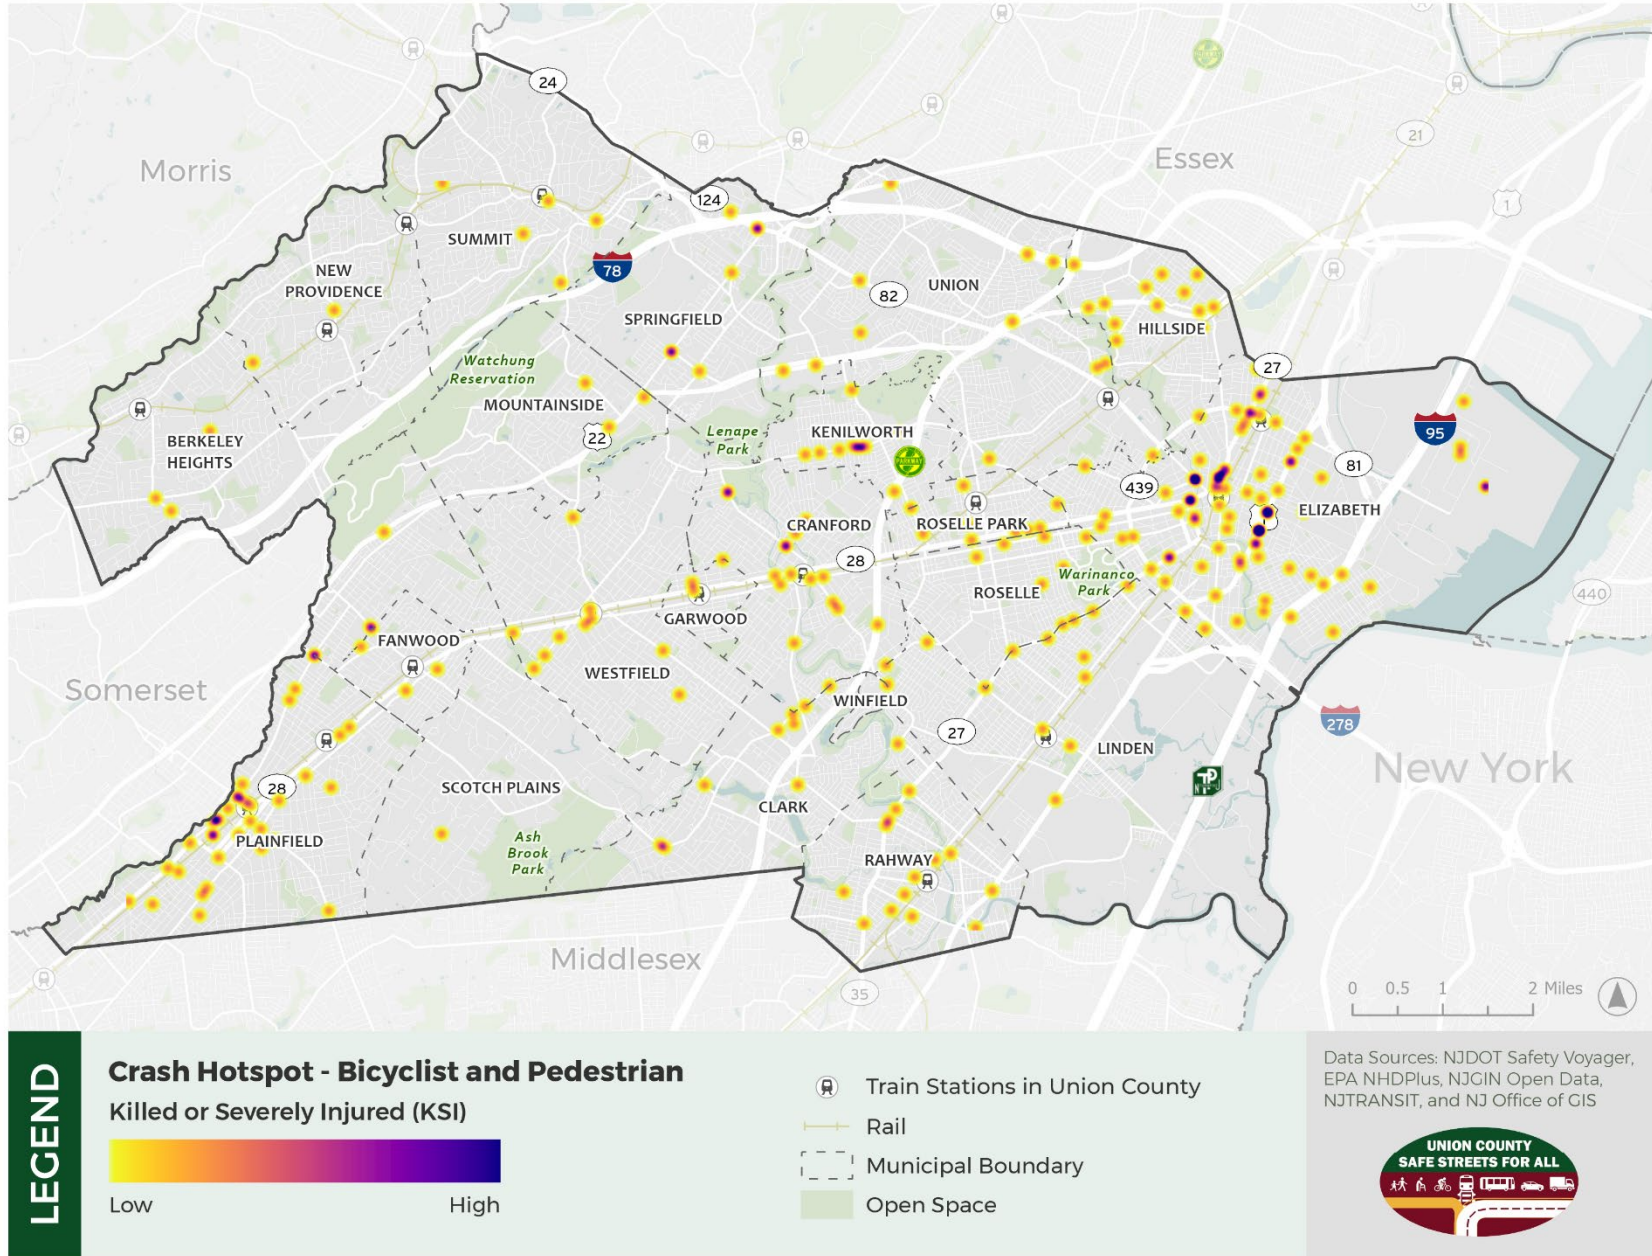 24
21
Essex
Morris
1
124
SUMMIT
78
NEW
PROVIDENCE
UNION
82
SPRINGFIELD
HILLSIDE
Watchung
Reservation
27
MOUNTAINSIDE
22
Lenape
Park
KENILWORTH
PARKWAY
95
BERKELEY
HEIGHTS
81
439
ELIZABETH
1
CRANFORD
ROSELLE PARK
28
Warinanco
Park
ROSELLE
440
GARWOOD
FANWOOD
WESTFIELD
Somerset
WINFIELD
278
27
LINDEN
New York
SCOTCH PLAINS
28
CLARK
PLAINFIELD
Ash
Brook
Park
RAHWAY
Middlesex
35
0 0.5 1 2 Miles
LEGEND
Crash Hotspot - Bicyclist and Pedestrian
Killed or Severely Injured (KSI)
Low High
Train Stations in Union County
Rail
Municipal Boundary
Open Space
Data Sources: NJDOT Safety Voyager,
EPA NHDPlus, NJGIN Open Data,
NJTRANSIT, and NJ Office of GIS
UNION COUNTY
SAFE STREETS FOR ALL